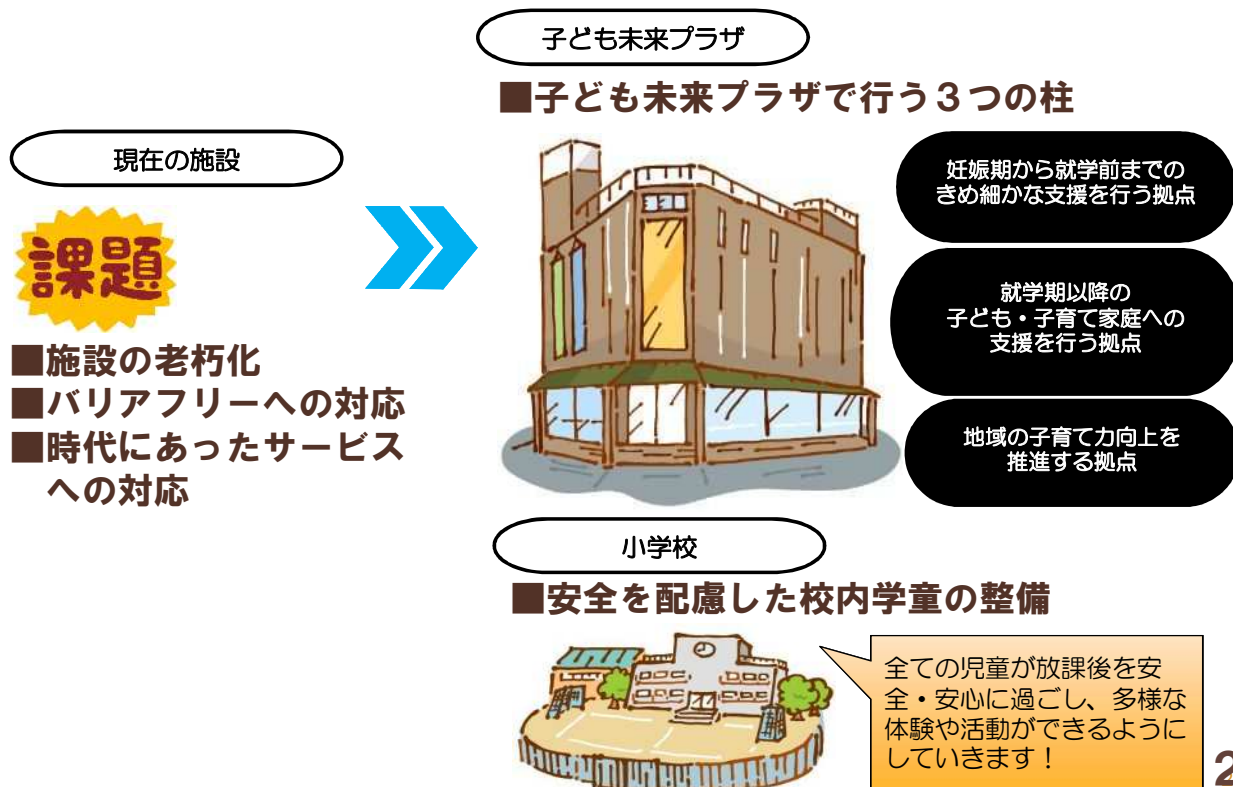 子ども未来プラザ
■子ども未来プラザで行う３つの柱
現在の施設
課題
■施設の老朽化
■バリアフリーへの対応
■時代にあったサービス
への対応
妊娠期から就学前までの
きめ細かな支援を行う拠点
就学期以降の
子ども・子育て家庭への
支援を行う拠点
地域の子育て力向上を
推進する拠点
小学校
■安全を配慮した校内学童の整備
全ての児童が放課後を安
全・安心に過ごし、多様な
体験や活動ができるように
していきます！
2